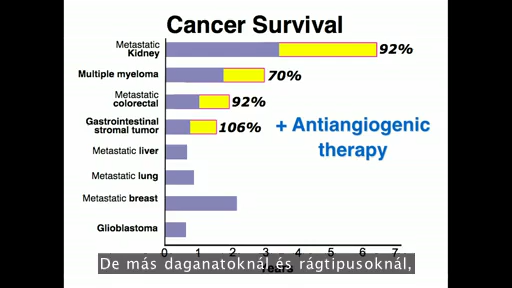 Cancer Survival
Metastatic
Kidney
92%
Multiple myeloma
70%
Metastatic
colorectal
92%
Gastrointestinal
stromal tumor
106%
+ Antiangiogenic
therapy
Metastatic liver
Metastatic lung
Metastatic breast
Glioblastoma
0 1 2 3 4 5 6 7
Years
De más daganatoknál és rágtipusoknál,